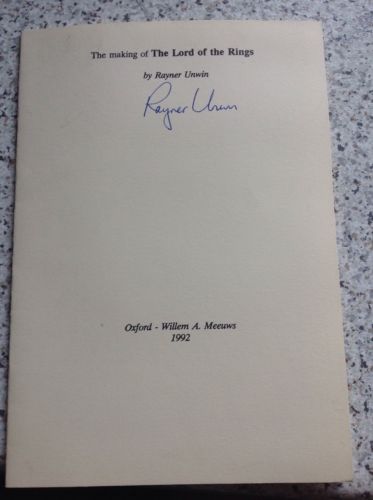 The making of The Lord of the Rings
by Rayner Unwin
Rayner Unwin
Oxford - Willem A. Meeuws
1992